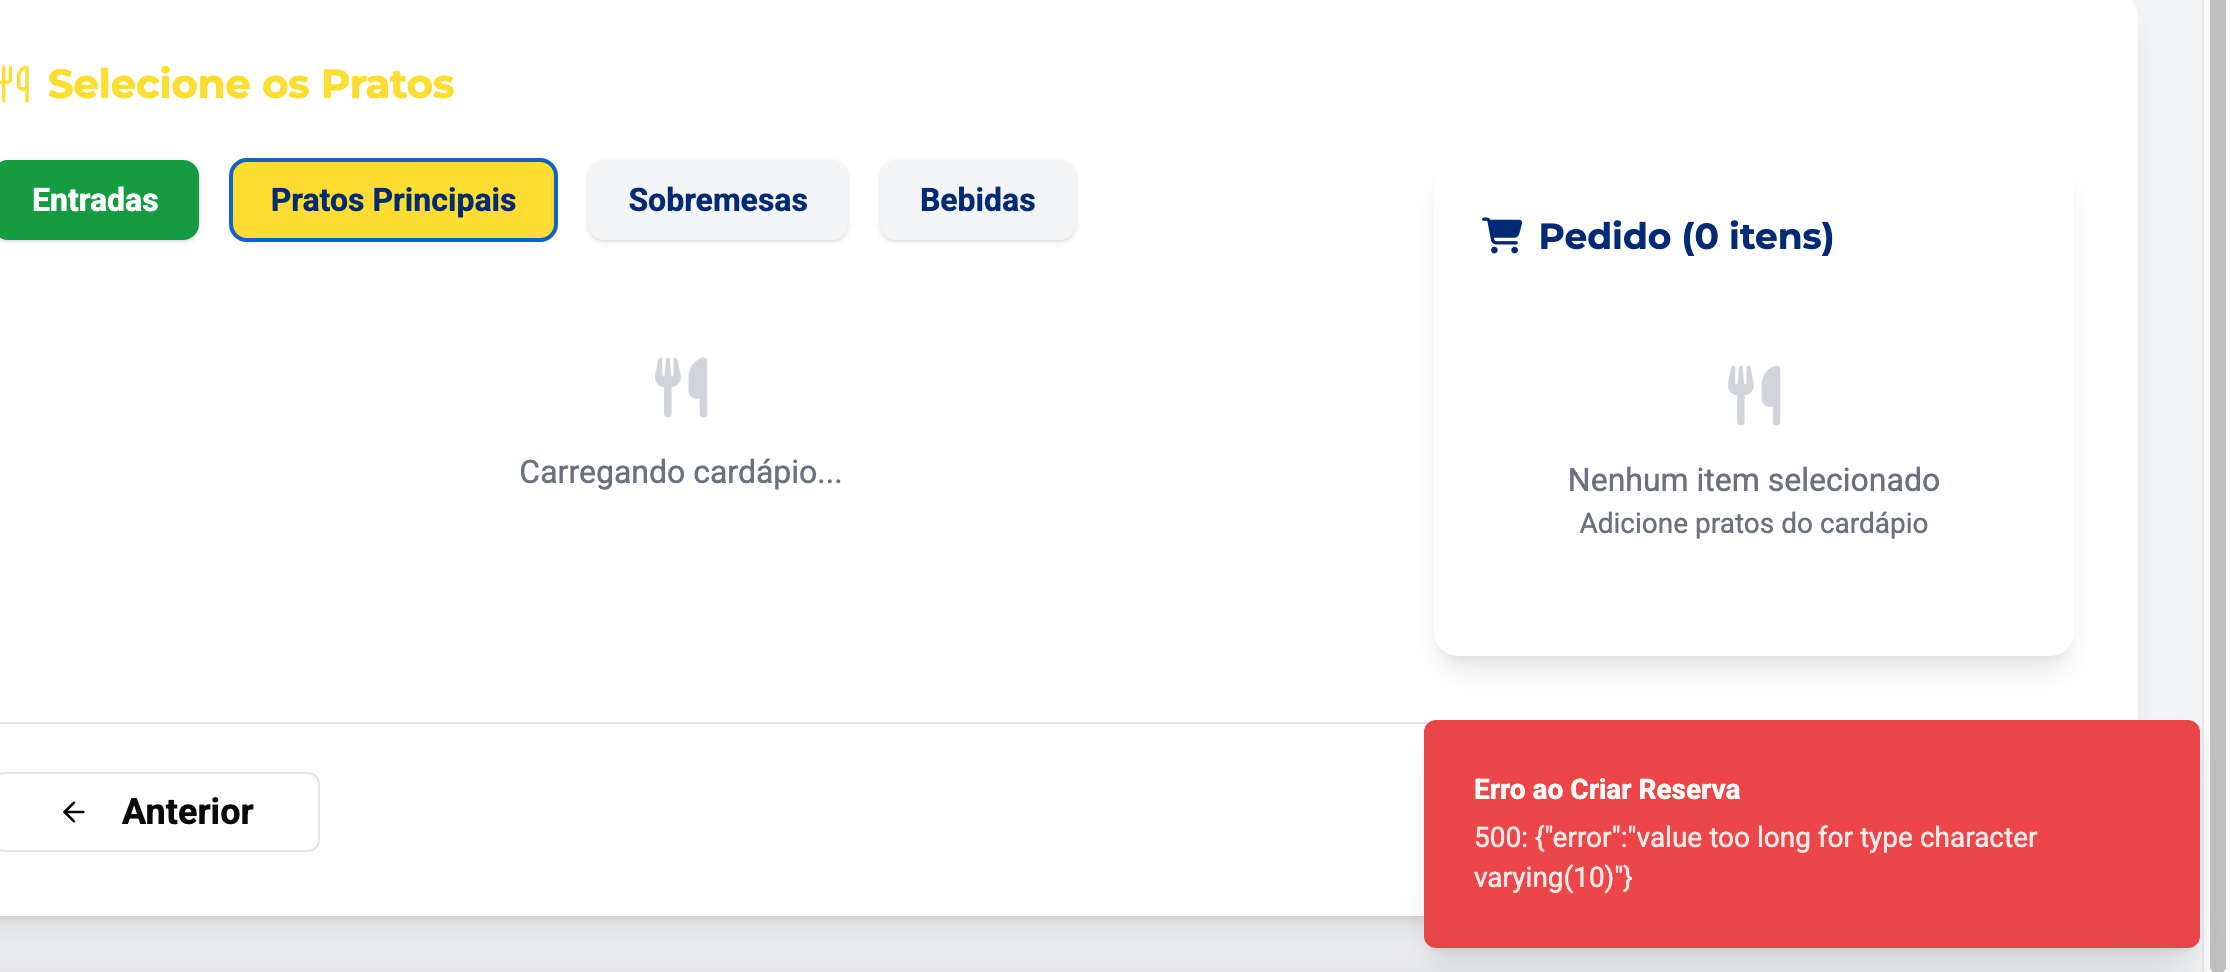 Selecione os Pratos
Entradas
Pratos Principais
Sobremesas
Bebidas
Carregando cardápio...
Pedido (0 itens)
Nenhum item selecionado
Adicione pratos do cardápio
Anterior
Erro ao Criar Reserva
500: {"error":"value too long for type character
varying(10)"}